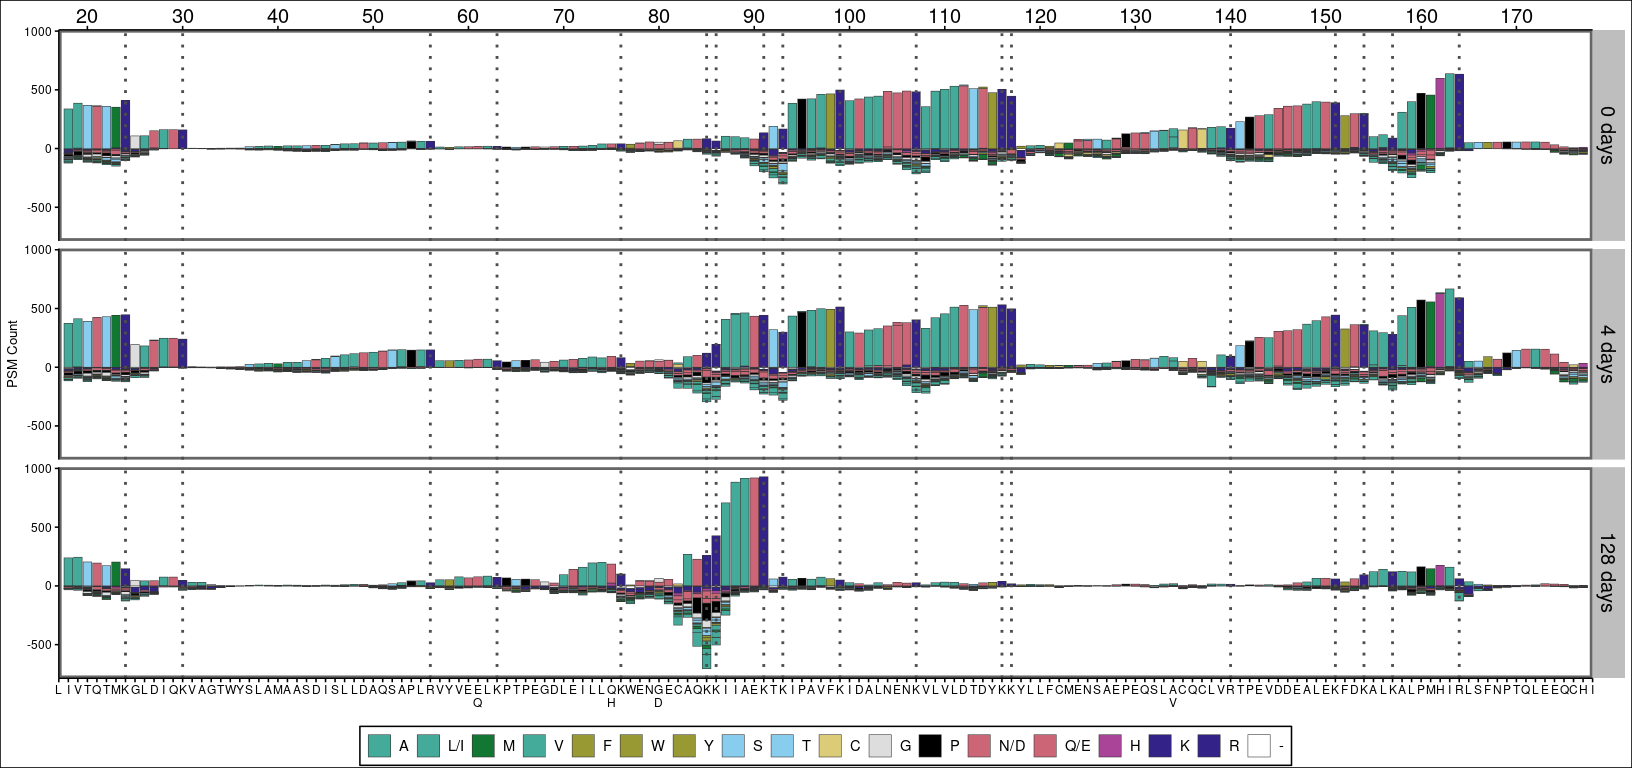 20 30 40 50 60 70 80 90 100 110 120 130 140 150 160 170
1000
500
0
-500
0 days
1000
500
0
-500
4 days
PSM Count
1000
500
0
-500
128 days
L I V T Q T M K G L D I Q K V A G T W Y S L A M A A S D I S L L D A Q S A P L R V Y V E E L K P T P E G D L E I L L Q K W E N G E C A Q K K I I A E K T K I P A V F K I D A L N E N K V L V L D T D Y K K Y L L F C M E N S A E P E Q S L A C Q C L V R T P E V D D E A L E K F D K A L K A L P M H I R L S F N P T Q L E E Q C H I
Q H D V
A L/I M V F W Y S T C G P N/D Q/E H K R -